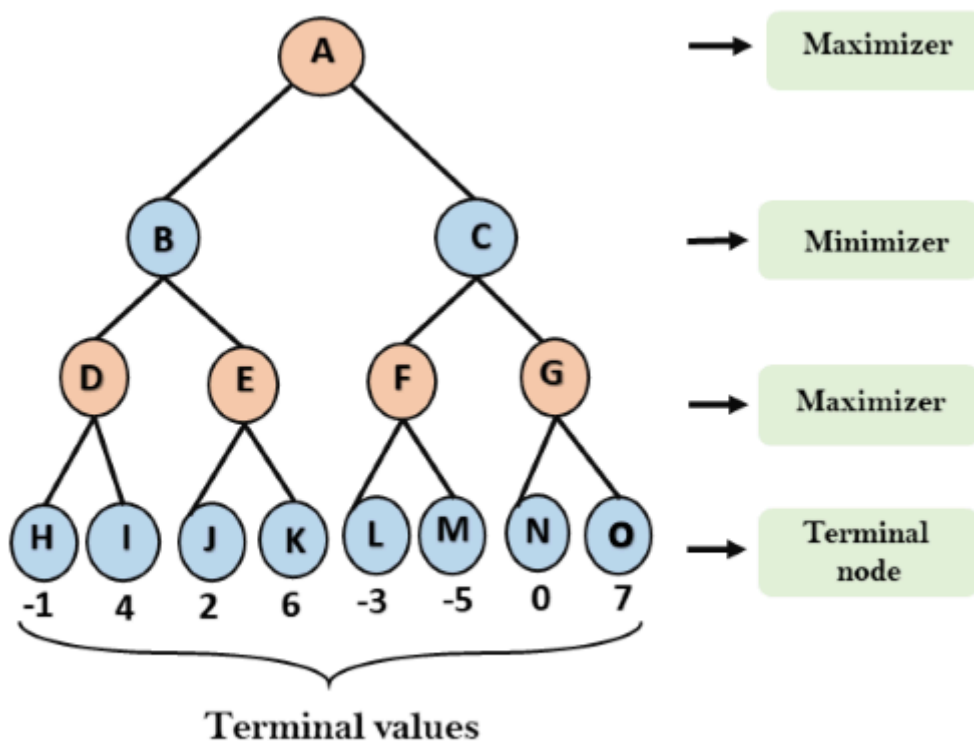 A
Maximizer
B
C
Minimizer
D
E
F
G
Maximizer
H
I
J
K
L
M
N
O
Terminal
node
-1
4
2
6
-3
-5
0
7
Terminal values